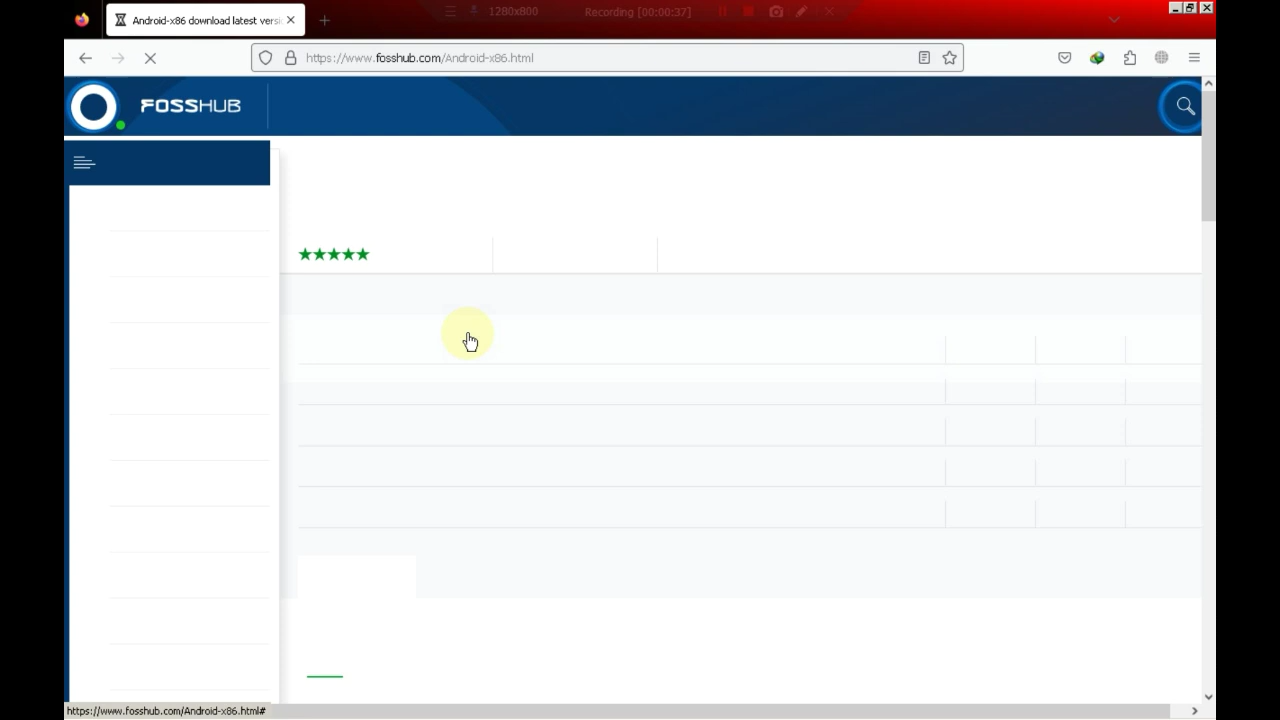 1280x800
Recording [00:00:37]
Android-x86 download latest versi
https://www.fosshub.com/Android-x86.html
FOSSHUB
https://www.fosshub.com/Android-x86.html#